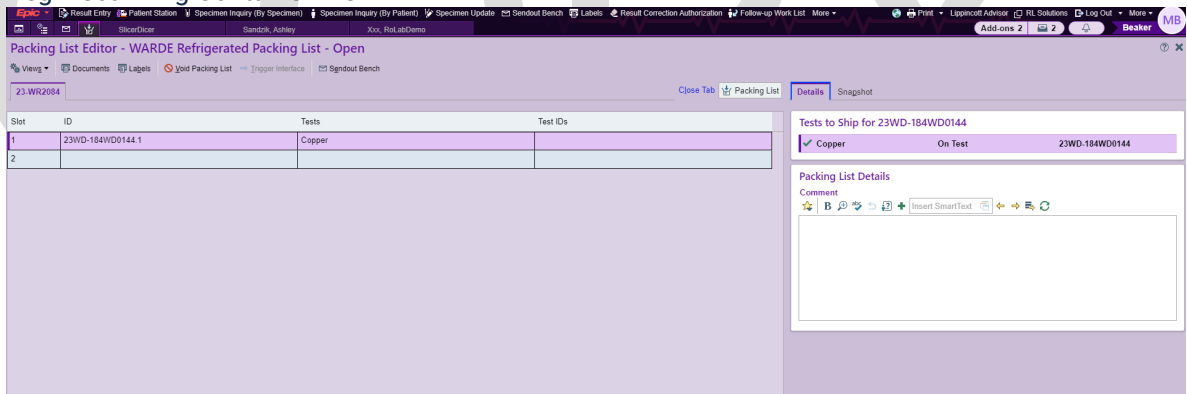 Epic Result Entry Patient Station Specimen Inquiry (By Specimen) Specimen Inquiry (By Patient) Specimen Update Sendout Bench Labels Result Correction Authorization Follow-up Work List More Print Lippincott Advisor RL Solutions Log Out More
SlicerDicer Sandzik, Ashley Xxx, RoLabDemo Add-ons 2 2 Beaker MB
Packing List Editor - WARDE Refrigerated Packing List - Open
Views Documents Labels Void Packing List Trigger Interface Sendout Bench
23-WR2084 Close Tab Packing List Details Snapshot
Slot ID Tests Test IDs
1 23WD-184WD0144.1 Copper
2
Tests to Ship for 23WD-184WD0144
Copper On Test 23WD-184WD0144
Packing List Details
Comment
B abc Insert SmartText